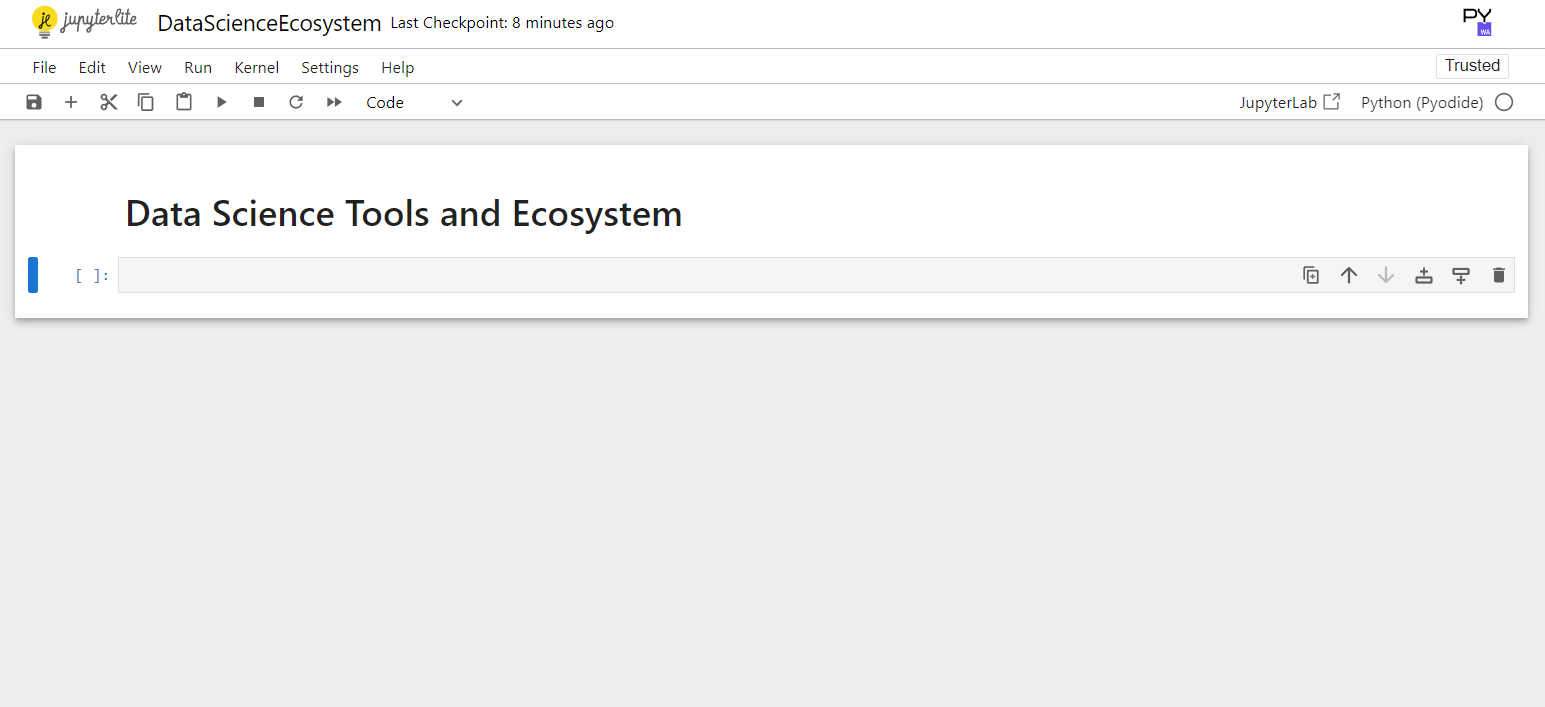 jupyterlite DataScienceEcosystem Last Checkpoint: 8 minutes ago PY WA
File Edit View Run Kernel Settings Help Trusted
Code JupyterLab Python (Pyodide)
Data Science Tools and Ecosystem
[ ]: